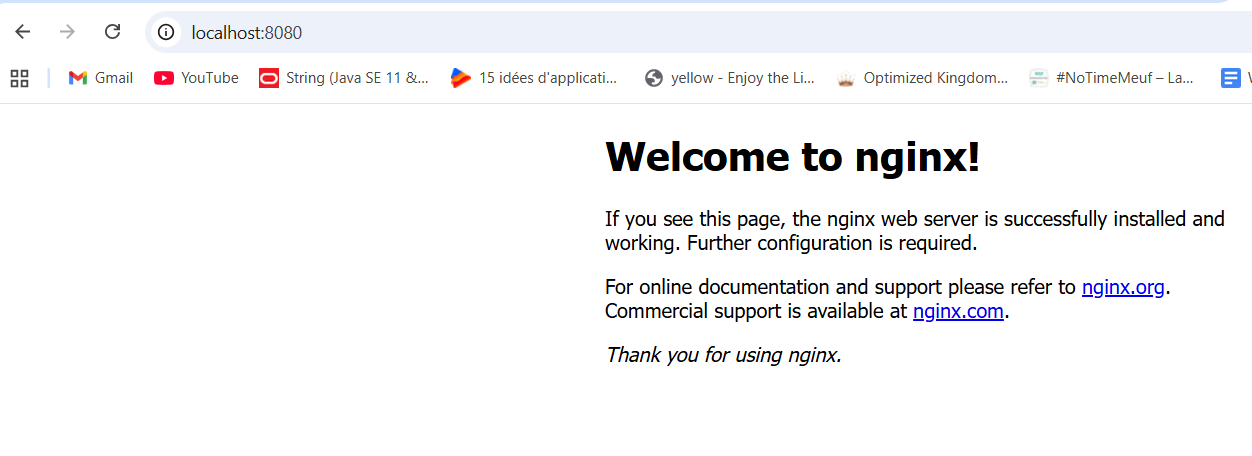 localhost:8080
Gmail YouTube String (Java SE 11 &... 15 idées d'applicati... yellow - Enjoy the Li... Optimized Kingdom... #NoTimeMeuf – La...
Welcome to nginx!
If you see this page, the nginx web server is successfully installed and
working. Further configuration is required.
For online documentation and support please refer to nginx.org.
Commercial support is available at nginx.com.
Thank you for using nginx.